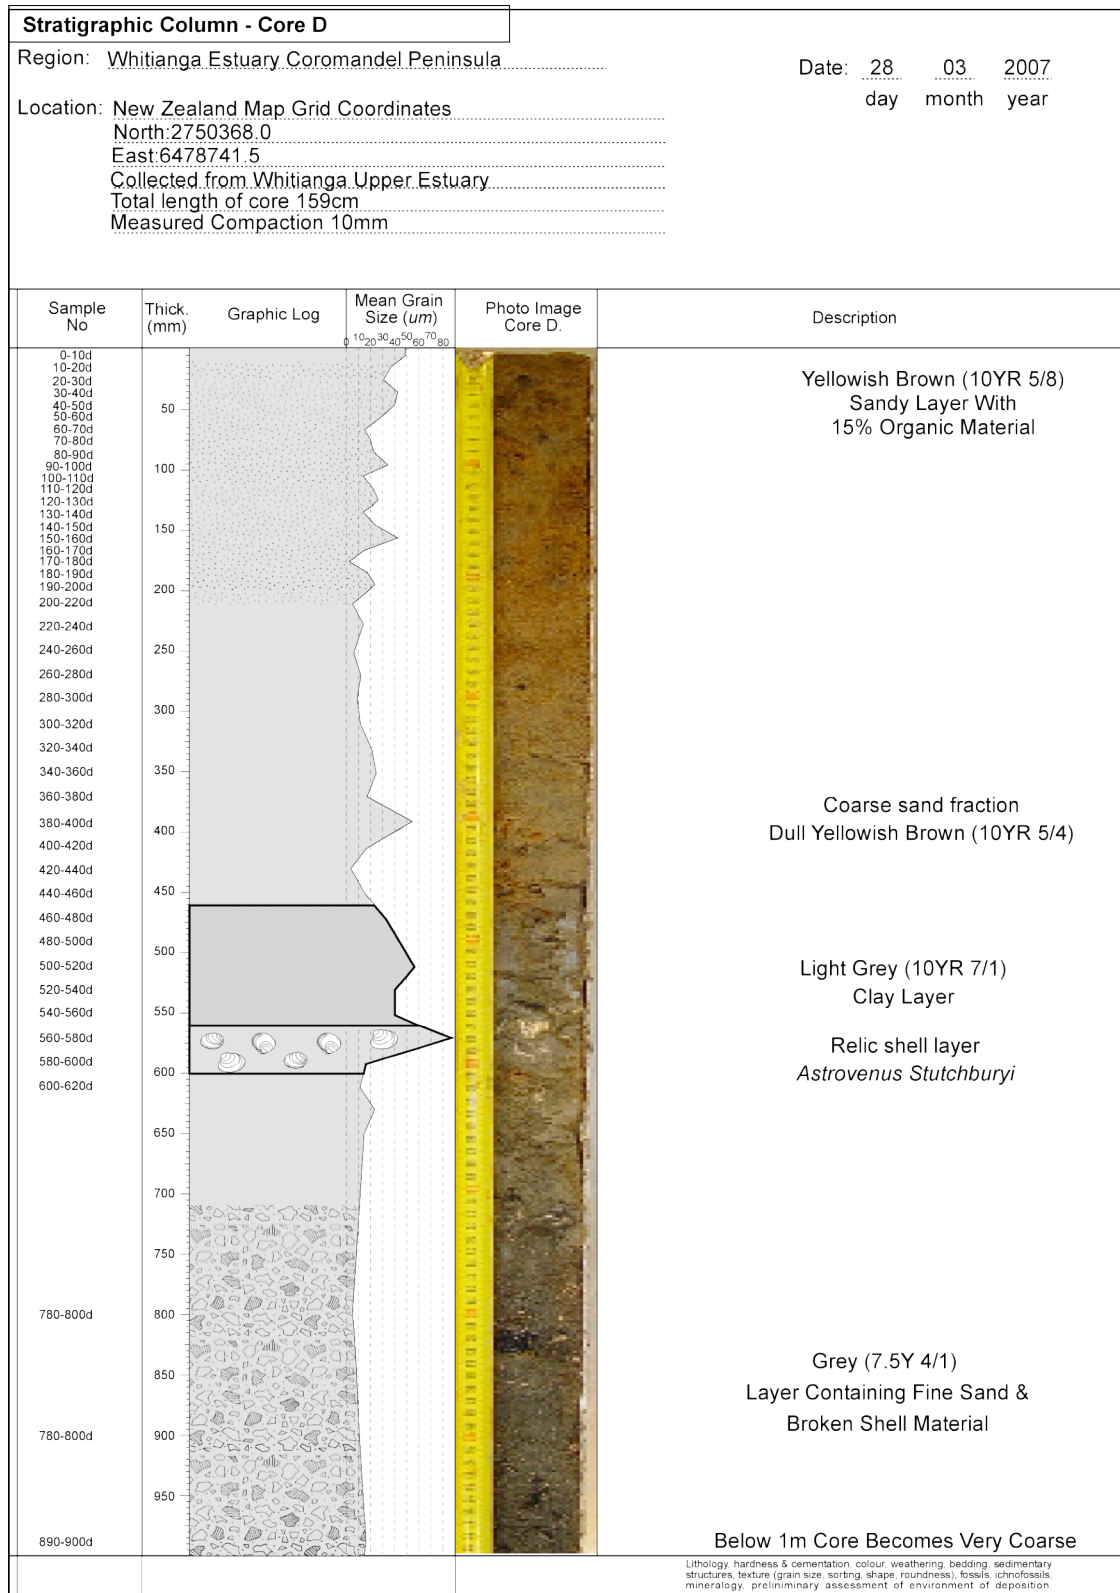 Stratigraphic Column - Core D
Region: Whitianga Estuary Coromandel Peninsula
Date: 28 03 2007
day month year
Location: New Zealand Map Grid Coordinates
North:2750368.0
East:6478741.5
Collected from Whitianga Upper Estuary
Total length of core 159cm
Measured Compaction 10mm
Sample No
Thick. (mm)
Graphic Log
Mean Grain Size (um)
0 10 20 30 40 50 60 70 80
Photo Image Core D.
Description
0-10d
10-20d
20-30d
30-40d
40-50d
50-60d
60-70d
70-80d
80-90d
90-100d
100-110d
110-120d
120-130d
130-140d
140-150d
150-160d
160-170d
170-180d
180-190d
190-200d
200-220d
220-240d
240-260d
260-280d
280-300d
300-320d
320-340d
340-360d
360-380d
380-400d
400-420d
420-440d
440-460d
460-480d
480-500d
500-520d
520-540d
540-560d
560-580d
580-600d
600-620d
780-800d
780-800d
890-900d
50
100
150
200
250
300
350
400
450
500
550
600
650
700
750
800
850
900
950
Yellowish Brown (10YR 5/8)
Sandy Layer With
15% Organic Material
Coarse sand fraction
Dull Yellowish Brown (10YR 5/4)
Light Grey (10YR 7/1)
Clay Layer
Relic shell layer
Astrovenus Stutchburyi
Grey (7.5Y 4/1)
Layer Containing Fine Sand &
Broken Shell Material
Below 1m Core Becomes Very Coarse
Lithology, hardness & cementation, colour, weathering, bedding, sedimentary
structures, texture (grain size, sorting, shape, roundness), fossils, ichnofossils,
mineralogy, preliminiary assessment of environment of deposition.